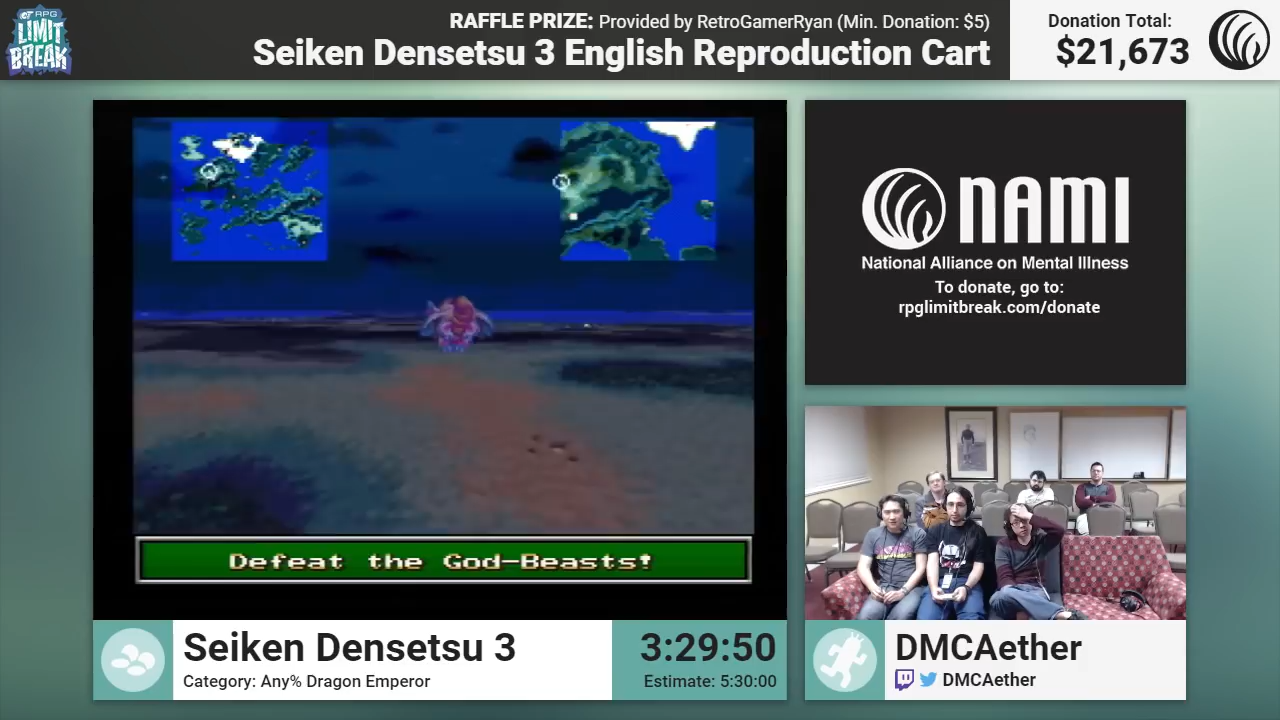 RPG
LIMIT
BREAK
RAFFLE PRIZE: Provided by RetroGamerRyan (Min. Donation: $5)
Seiken Densetsu 3 English Reproduction Cart
Donation Total:
$21,673
NAMI
National Alliance on Mental Illness
To donate, go to:
rpglimitbreak.com/donate
Defeat the God-Beasts!
Seiken Densetsu 3
Category: Any% Dragon Emperor
3:29:50
Estimate: 5:30:00
DMCAether
DMCAether